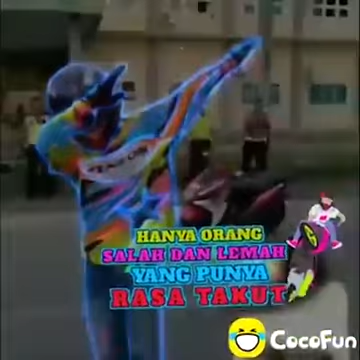 HANYA ORANG
SALAH DAN LEMAH
YANG PUNYA
RASA TAKUT
CocoFun